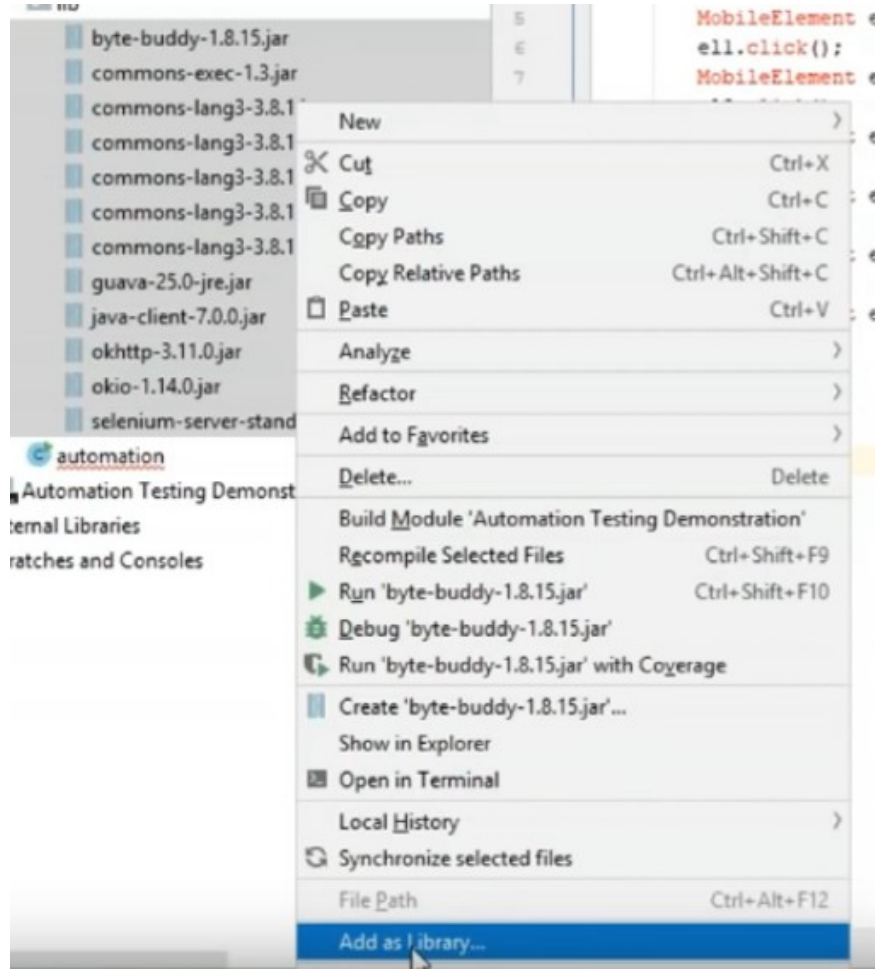 lib
byte-buddy-1.8.15.jar
commons-exec-1.3.jar
commons-lang3-3.8.1
commons-lang3-3.8.1
commons-lang3-3.8.1
commons-lang3-3.8.1
commons-lang3-3.8.1
guava-25.0-jre.jar
java-client-7.0.0.jar
okhttp-3.11.0.jar
okio-1.14.0.jar
selenium-server-stand
automation
Automation Testing Demonst
ternal Libraries
ratches and Consoles
5 MobileElement e
6 ell.click();
7 MobileElement e
New
Cut Ctrl+X
Copy Ctrl+C
Copy Paths Ctrl+Shift+C
Copy Relative Paths Ctrl+Alt+Shift+C
Paste Ctrl+V
Analyze
Refactor
Add to Favorites
Delete... Delete
Build Module 'Automation Testing Demonstration'
Recompile Selected Files Ctrl+Shift+F9
Run 'byte-buddy-1.8.15.jar' Ctrl+Shift+F10
Debug 'byte-buddy-1.8.15.jar'
Run 'byte-buddy-1.8.15.jar' with Coverage
Create 'byte-buddy-1.8.15.jar'...
Show in Explorer
Open in Terminal
Local History
Synchronize selected files
File Path Ctrl+Alt+F12
Add as Library...